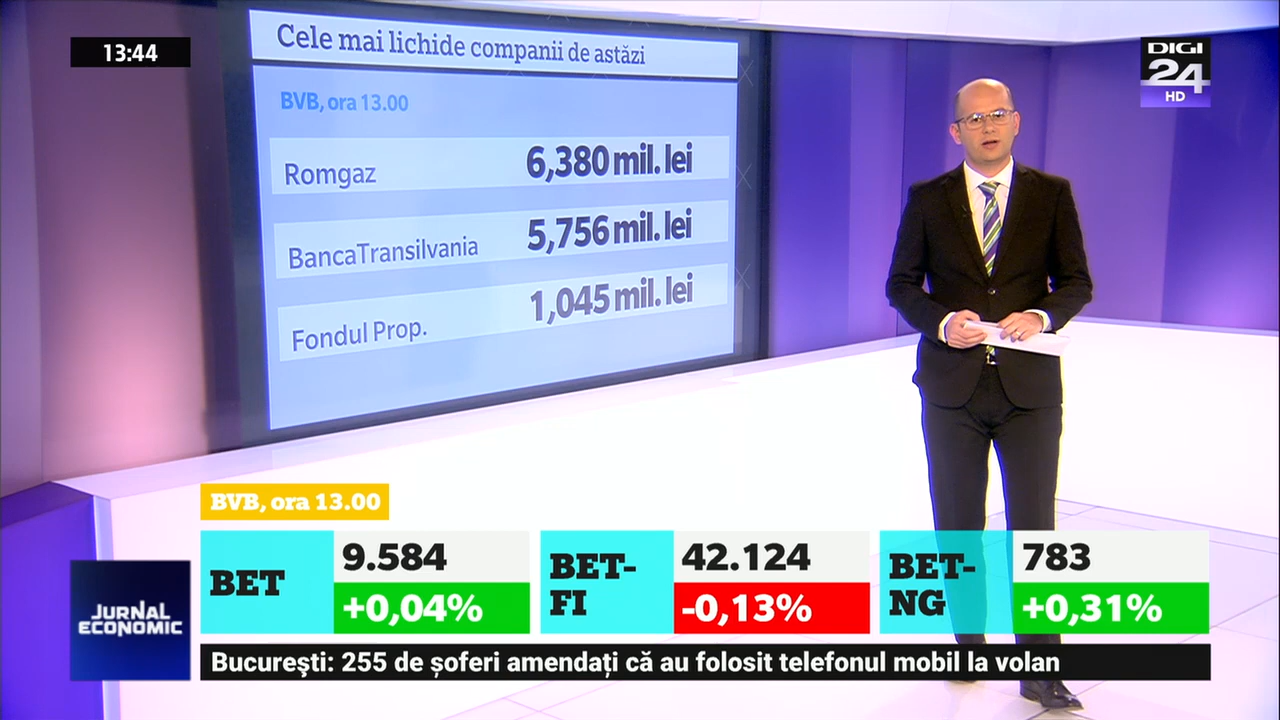 13:44
DIGI
24
HD
Cele mai lichide companii de astăzi
BVB, ora 13.00
Romgaz 6,380 mil. lei
BancaTransilvania 5,756 mil. lei
Fondul Prop. 1,045 mil. lei
BVB, ora 13.00
BET 9.584 +0,04%
BET-FI 42.124 -0,13%
BET-NG 783 +0,31%
JURNAL
ECONOMIC
Bucureşti: 255 de șoferi amendați că au folosit telefonul mobil la volan